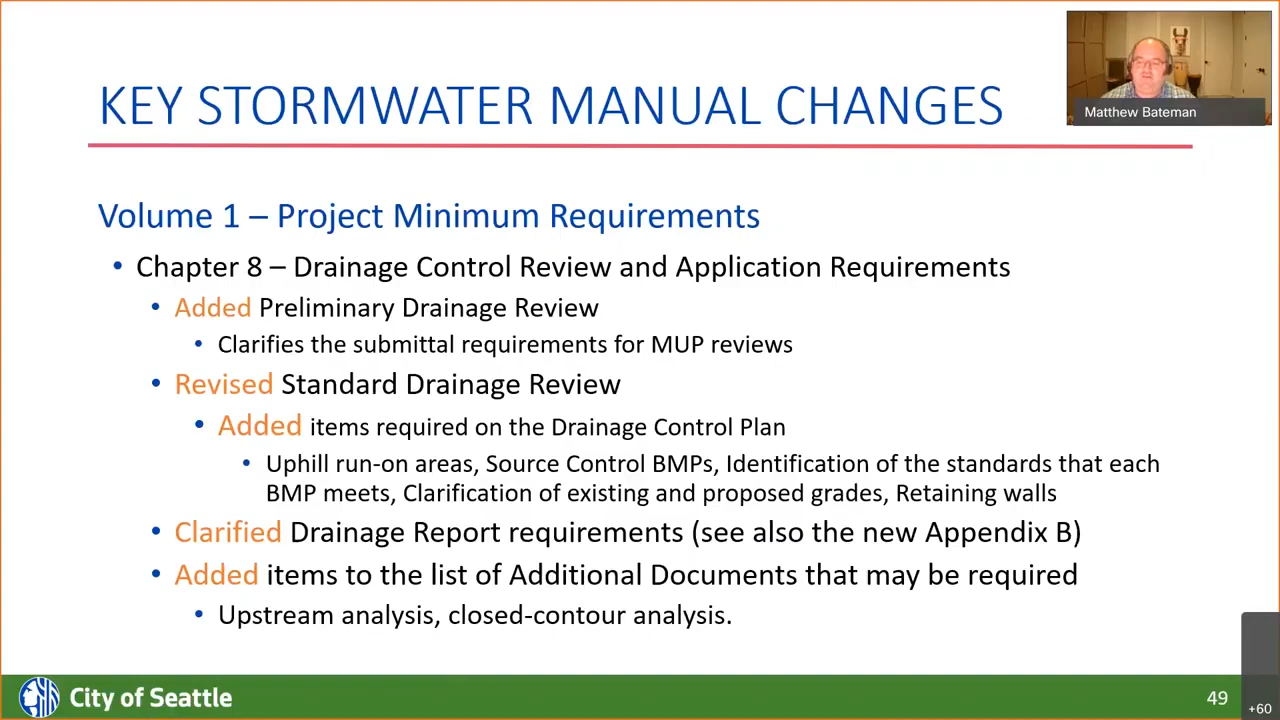 Matthew Bateman
KEY STORMWATER MANUAL CHANGES
Volume 1 – Project Minimum Requirements
• Chapter 8 – Drainage Control Review and Application Requirements
• Added Preliminary Drainage Review
• Clarifies the submittal requirements for MUP reviews
• Revised Standard Drainage Review
• Added items required on the Drainage Control Plan
• Uphill run-on areas, Source Control BMPs, Identification of the standards that each
BMP meets, Clarification of existing and proposed grades, Retaining walls
• Clarified Drainage Report requirements (see also the new Appendix B)
• Added items to the list of Additional Documents that may be required
• Upstream analysis, closed-contour analysis.
City of Seattle
49
+60